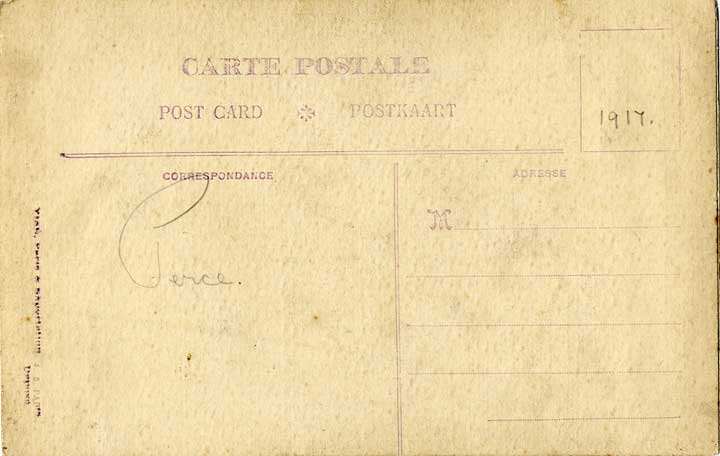 CARTE POSTALE
POST CARD ※ POSTKAART
1917.
CORRESPONDANCE
ADRESSE
M
Perce.